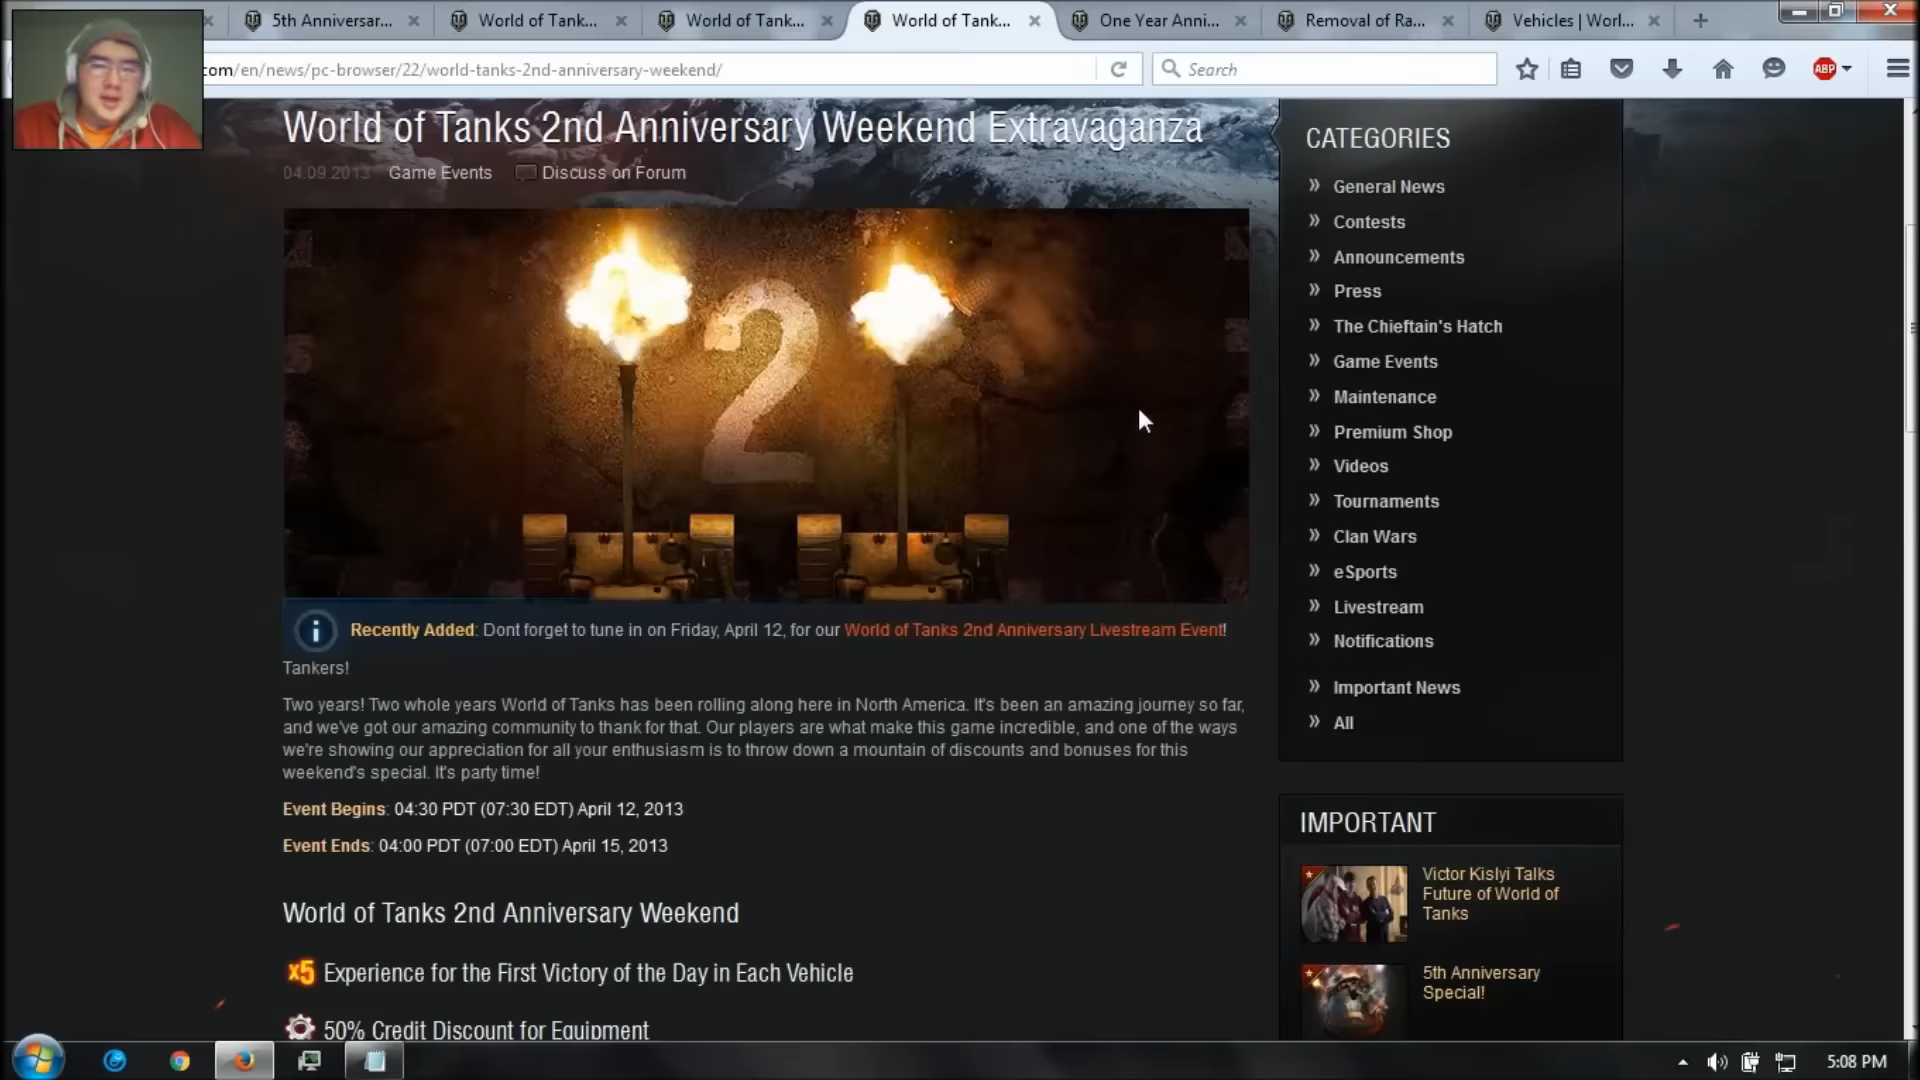 5th Anniversar...
World of Tank...
World of Tank...
World of Tank...
One Year Anni...
Removal of Ra...
Vehicles | Worl...
com/en/news/pc-browser/22/world-tanks-2nd-anniversary-weekend/
Search
ABP
World of Tanks 2nd Anniversary Weekend Extravaganza
04.09.2013 Game Events Discuss on Forum
2
Recently Added: Dont forget to tune in on Friday, April 12, for our World of Tanks 2nd Anniversary Livestream Event!
Tankers!
Two years! Two whole years World of Tanks has been rolling along here in North America. It's been an amazing journey so far,
and we've got our amazing community to thank for that. Our players are what make this game incredible, and one of the ways
we're showing our appreciation for all your enthusiasm is to throw down a mountain of discounts and bonuses for this
weekend's special. It's party time!
Event Begins: 04:30 PDT (07:30 EDT) April 12, 2013
Event Ends: 04:00 PDT (07:00 EDT) April 15, 2013
World of Tanks 2nd Anniversary Weekend
x5 Experience for the First Victory of the Day in Each Vehicle
50% Credit Discount for Equipment
CATEGORIES
General News
Contests
Announcements
Press
The Chieftain's Hatch
Game Events
Maintenance
Premium Shop
Videos
Tournaments
Clan Wars
eSports
Livestream
Notifications
Important News
All
IMPORTANT
Victor Kislyi Talks
Future of World of
Tanks
5th Anniversary
Special!
5:08 PM